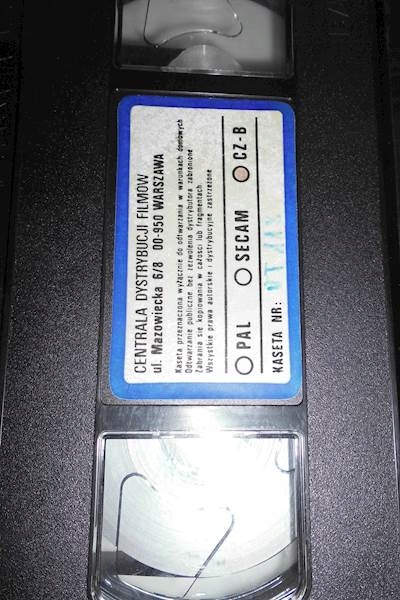 CENTRALA DYSTRYBUCJI FILMÓW
ul. Mazowiecka 6/8 00-950 WARSZAWA
Kaseta przeznaczona wyłącznie do odtwarzania w warunkach domowych
Odtwarzanie publiczne bez zezwolenia dystrybutora zabronione
Zabrania się kopiowania w całości lub fragmentach
Wszystkie prawa autorskie i dystrybucyjne zastrzeżone
PAL SECAM CZ-B
KASETA NR: